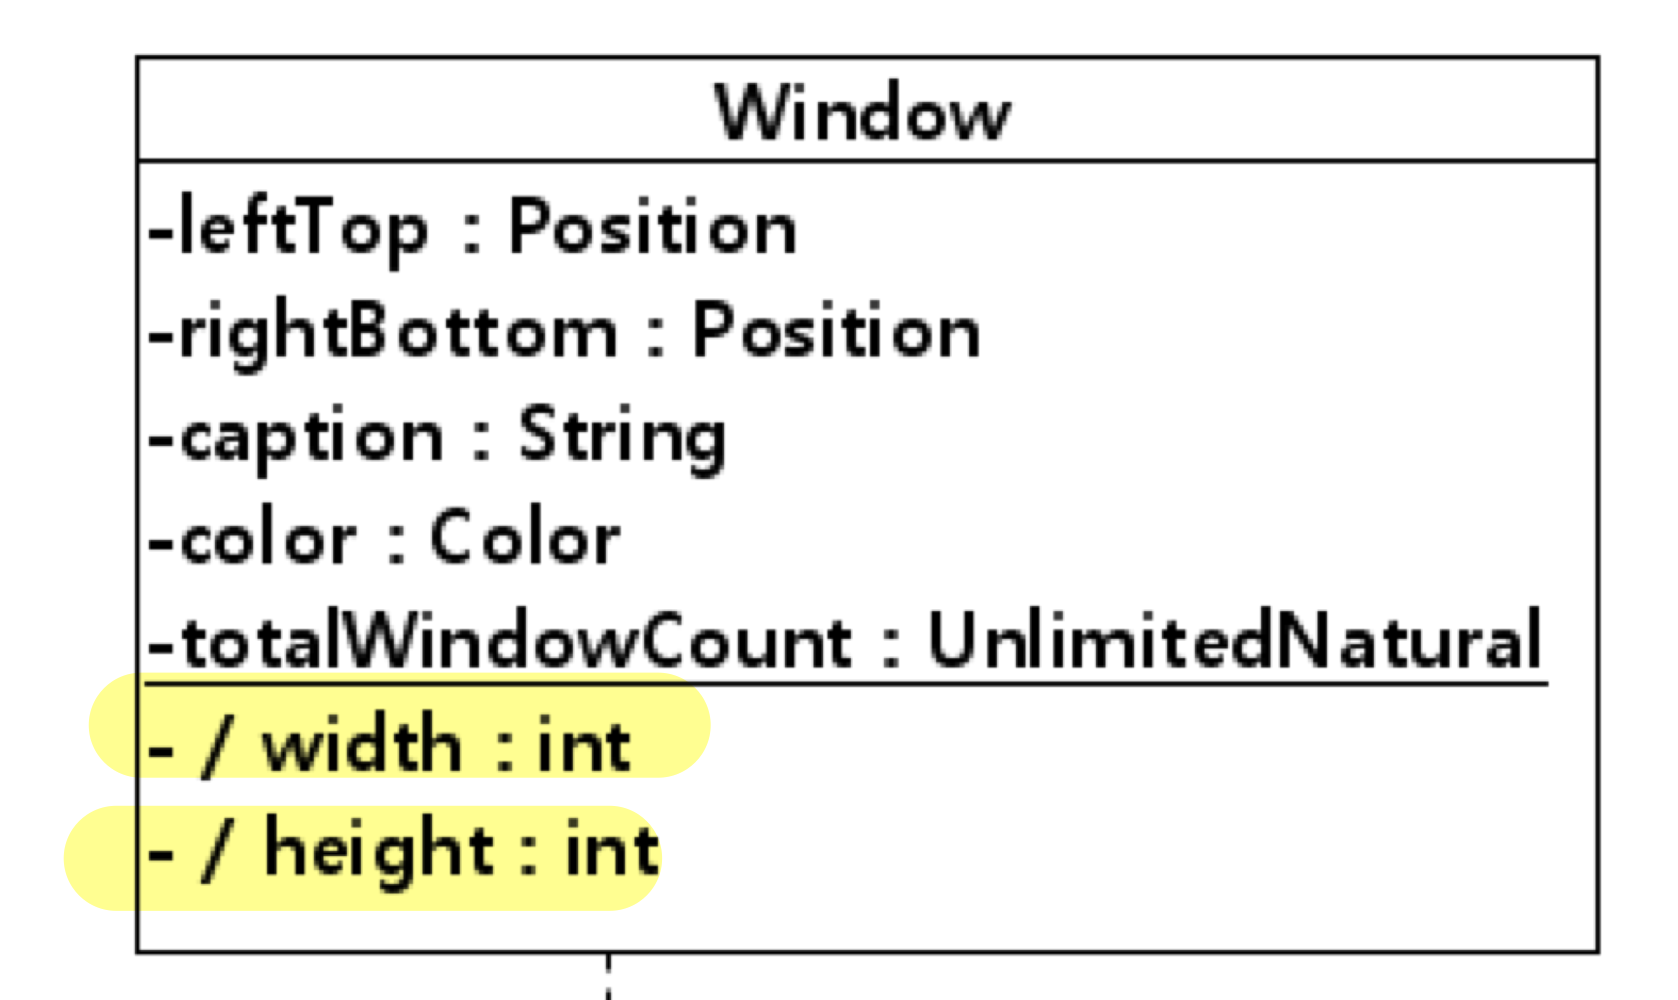 Window
-leftTop : Position
-rightBottom : Position
-caption : String
-color : Color
-totalWindowCount : UnlimitedNatural
- / width : int
- / height : int